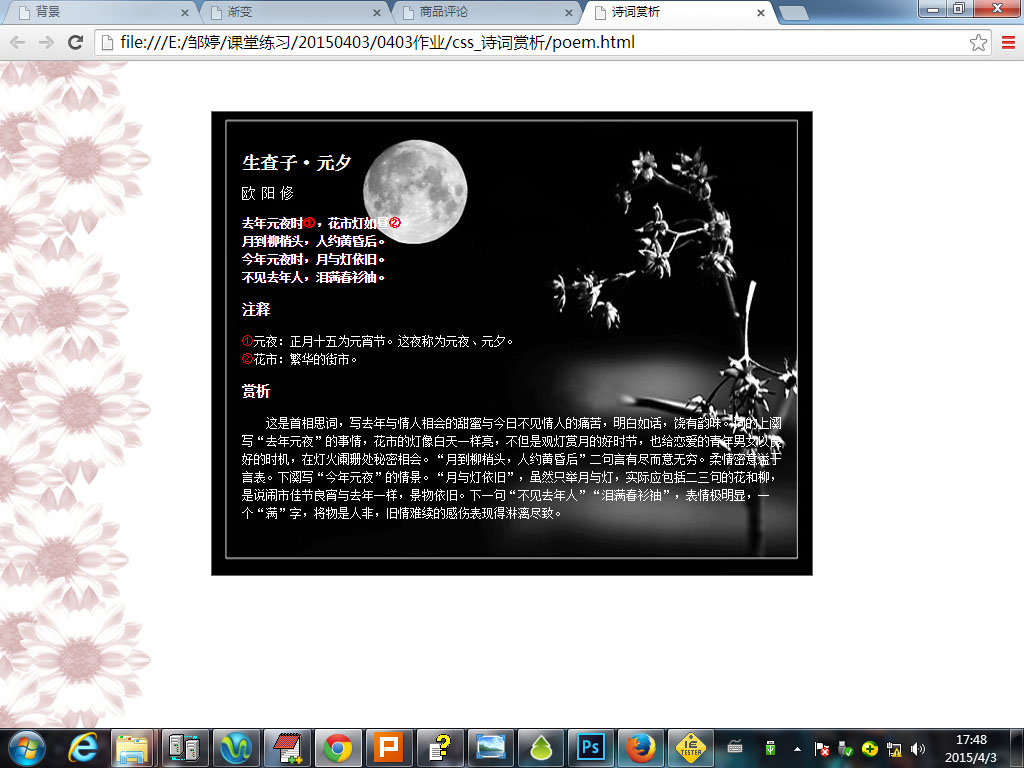 背景
渐变
商品评论
诗词赏析
file:///E:/邹婷/课堂练习/20150403/0403作业/css_诗词赏析/poem.html
生查子·元夕
欧 阳 修
去年元夜时①，花市灯如昼②
月到柳梢头，人约黄昏后。
今年元夜时，月与灯依旧。
不见去年人，泪满春衫袖。
注释
①元夜：正月十五为元宵节。这夜称为元夜、元夕。
②花市：繁华的街市。
赏析
这是首相思词，写去年与情人相会的甜蜜与今日不见情人的痛苦，明白如话，饶有韵味。词的上阕
写“去年元夜”的事情，花市的灯像白天一样亮，不但是观灯赏月的好时节，也给恋爱的青年男女以良
好的时机，在灯火阑珊处秘密相会。“月到柳梢头，人约黄昏后”二句言有尽而意无穷。柔情密意溢于
言表。下阕写“今年元夜”的情景。“月与灯依旧”，虽然只举月与灯，实际应包括二三句的花和柳，
是说闹市佳节良宵与去年一样，景物依旧。下一句“不见去年人”“泪满春衫袖”，表情极明显，一
个“满”字，将物是人非，旧情难续的感伤表现得淋漓尽致。
Ps
IE
TESTER
17:48
2015/4/3